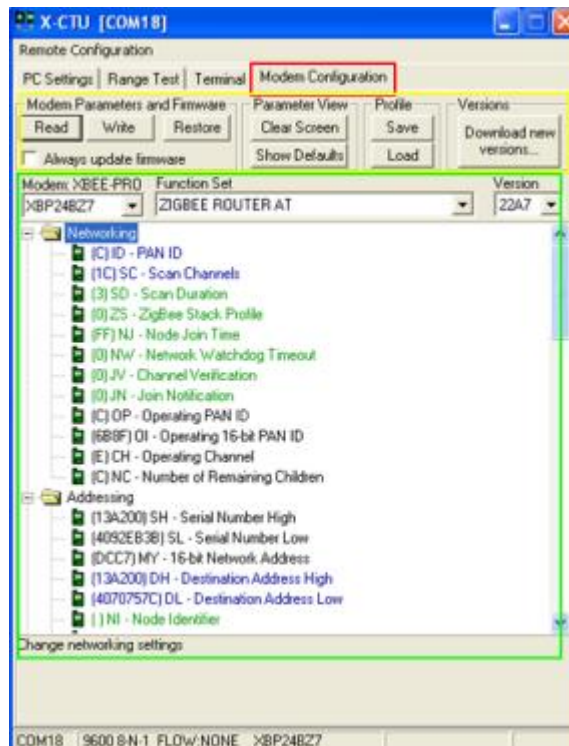 X-CTU [COM18]
Remote Configuration
PC Settings Range Test Terminal Modem Configuration
Modem Parameters and Firmware Parameter View Profile Versions
Read Write Restore Clear Screen Save Download new versions...
Always update firmware Show Defaults Load
Modem: XBEE-PRO Function Set Version
XBP24BZ7 ZIGBEE ROUTER AT 22A7
Networking
(C) ID - PAN ID
(1C) SC - Scan Channels
(3) SD - Scan Duration
(0) ZS - ZigBee Stack Profile
(FF) NJ - Node Join Time
(0) NW - Network Watchdog Timeout
(0) JV - Channel Verification
(0) JN - Join Notification
(C) OP - Operating PAN ID
(6B8F) OI - Operating 16-bit PAN ID
(E) CH - Operating Channel
(C) NC - Number of Remaining Children
Addressing
(13A200) SH - Serial Number High
(4092EB3B) SL - Serial Number Low
(DCC7) MY - 16-bit Network Address
(13A200) DH - Destination Address High
(4070757C) DL - Destination Address Low
( ) NI - Node Identifier
Change networking settings
COM18 9600 8-N-1 FLOW:NONE XBP24BZ7